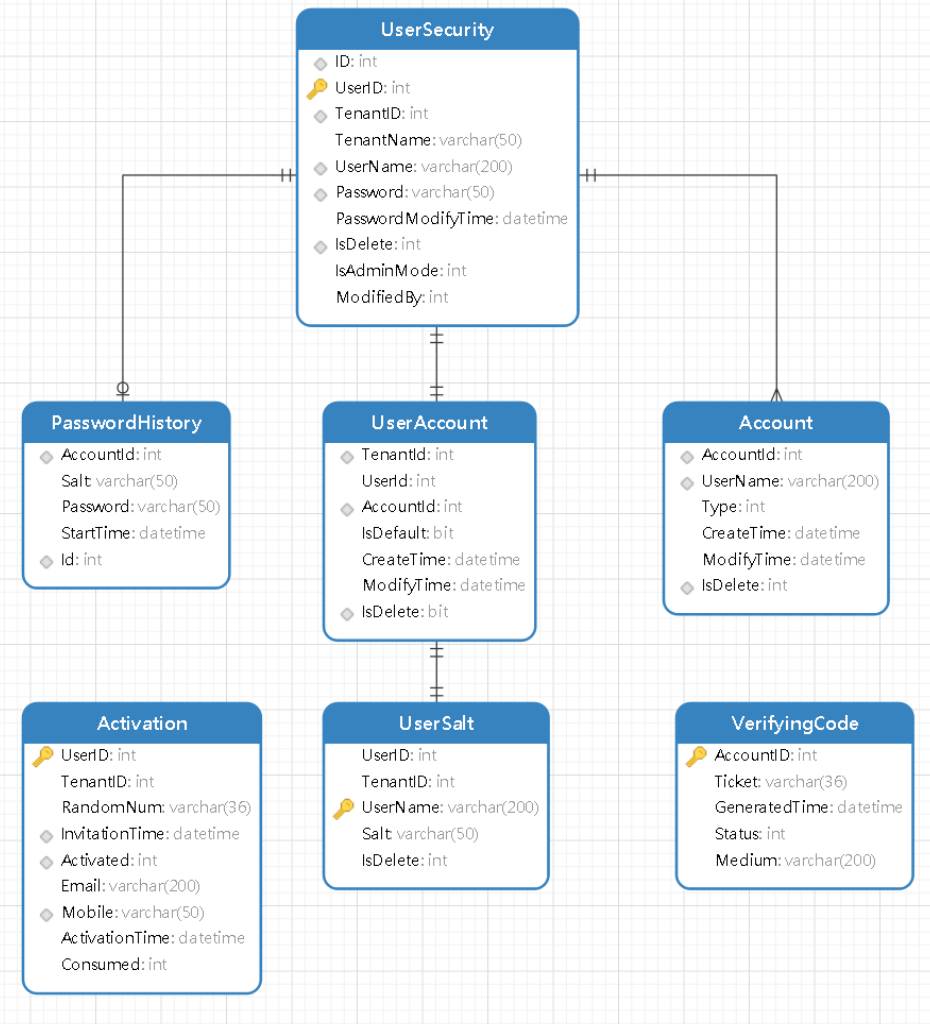 UserSecurity
ID: int
UserID: int
TenantID: int
TenantName: varchar(50)
UserName: varchar(200)
Password: varchar(50)
PasswordModifyTime: datetime
IsDelete: int
IsAdminMode: int
ModifiedBy: int
PasswordHistory
AccountId: int
Salt: varchar(50)
Password: varchar(50)
StartTime: datetime
Id: int
UserAccount
TenantId: int
UserId: int
AccountId: int
IsDefault: bit
CreateTime: datetime
ModifyTime: datetime
IsDelete: bit
Account
AccountId: int
UserName: varchar(200)
Type: int
CreateTime: datetime
ModifyTime: datetime
IsDelete: int
Activation
UserID: int
TenantID: int
RandomNum: varchar(36)
InvitationTime: datetime
Activated: int
Email: varchar(200)
Mobile: varchar(50)
ActivationTime: datetime
Consumed: int
UserSalt
UserID: int
TenantID: int
UserName: varchar(200)
Salt: varchar(50)
IsDelete: int
VerifyingCode
AccountID: int
Ticket: varchar(36)
GeneratedTime: datetime
Status: int
Medium: varchar(200)